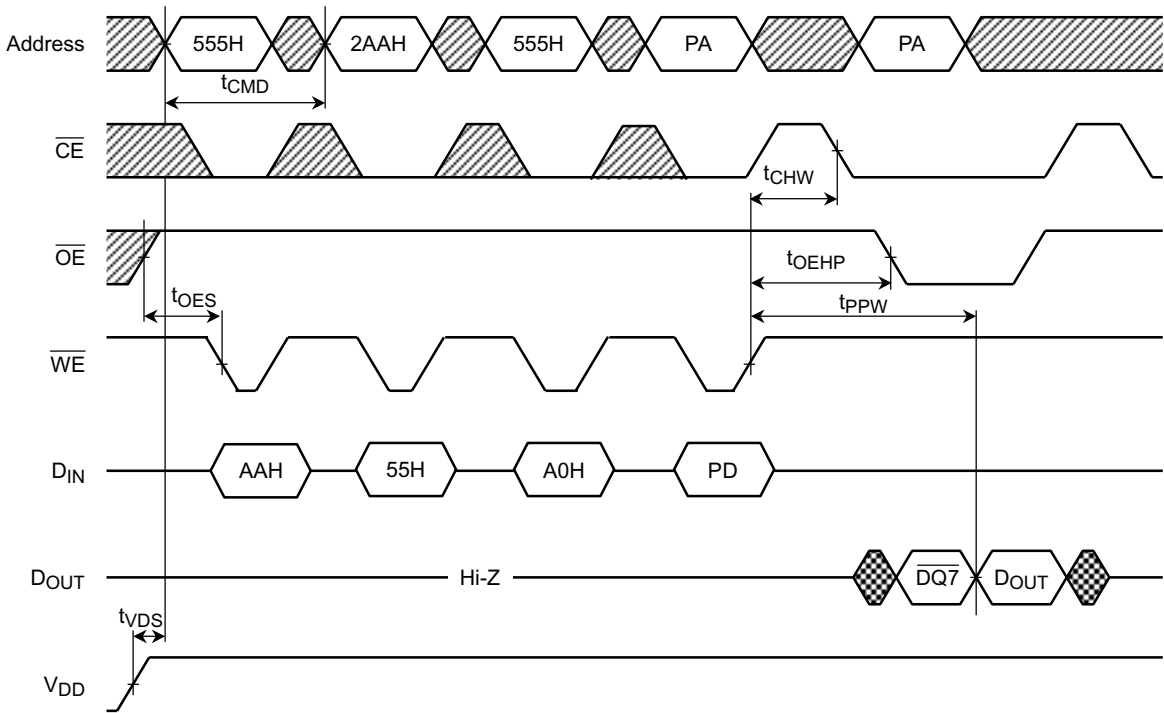 Address 555H 2AAH 555H PA PA
tCMD
CE
tCHW
OE
tOEHP
tOES
tPPW
WE
DIN AAH 55H A0H PD
DOUT Hi-Z DQ7 DOUT
tVDS
VDD